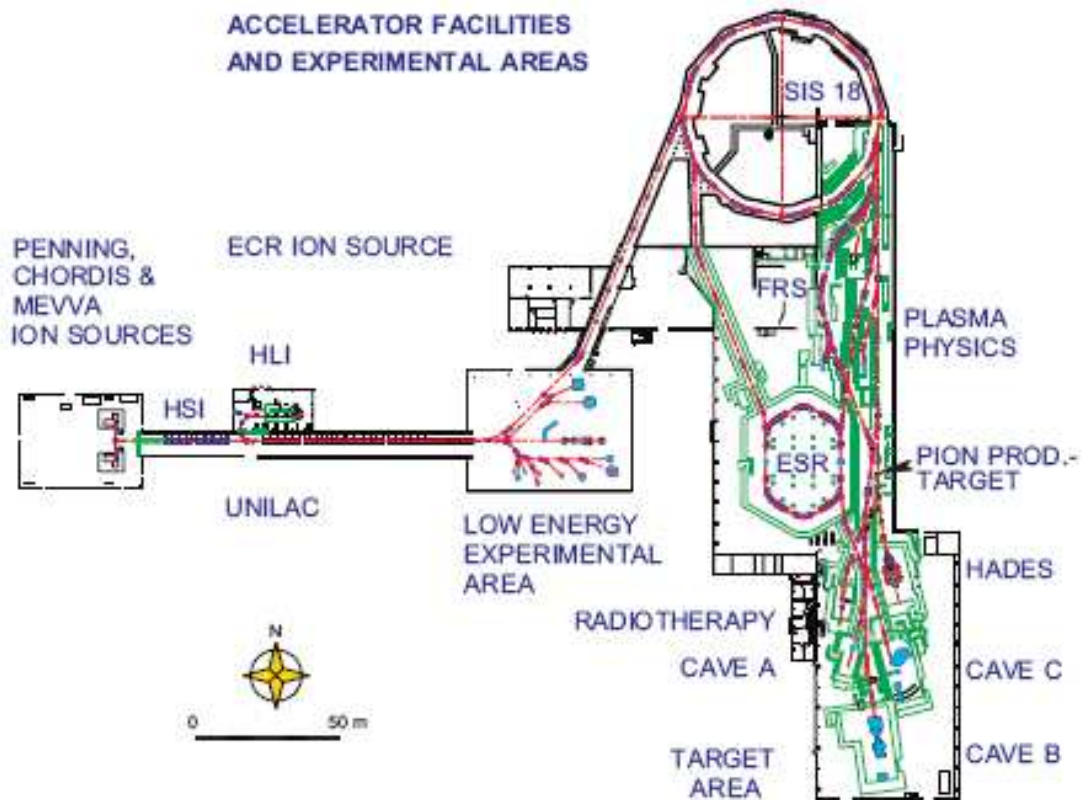 ACCELERATOR FACILITIES
AND EXPERIMENTAL AREAS
SIS 18
PENNING,
CHORDIS &
MEVVA
ION SOURCES
ECR ION SOURCE
FRS
PLASMA
PHYSICS
HLI
HSI
ESR
PION PROD.-
TARGET
UNILAC
LOW ENERGY
EXPERIMENTAL
AREA
HADES
RADIOTHERAPY
CAVE A
CAVE C
N
0 50 m
TARGET
AREA
CAVE B